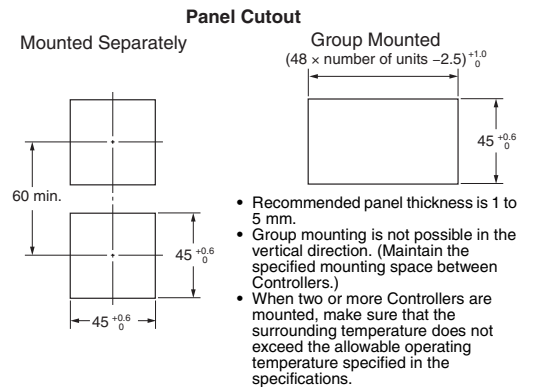 Panel Cutout
Mounted Separately
60 min.
45 +0.6 0
45 +0.6 0
Group Mounted
(48 × number of units −2.5) +1.0 0
45 +0.6 0
• Recommended panel thickness is 1 to
5 mm.
• Group mounting is not possible in the
vertical direction. (Maintain the
specified mounting space between
Controllers.)
• When two or more Controllers are
mounted, make sure that the
surrounding temperature does not
exceed the allowable operating
temperature specified in the
specifications.